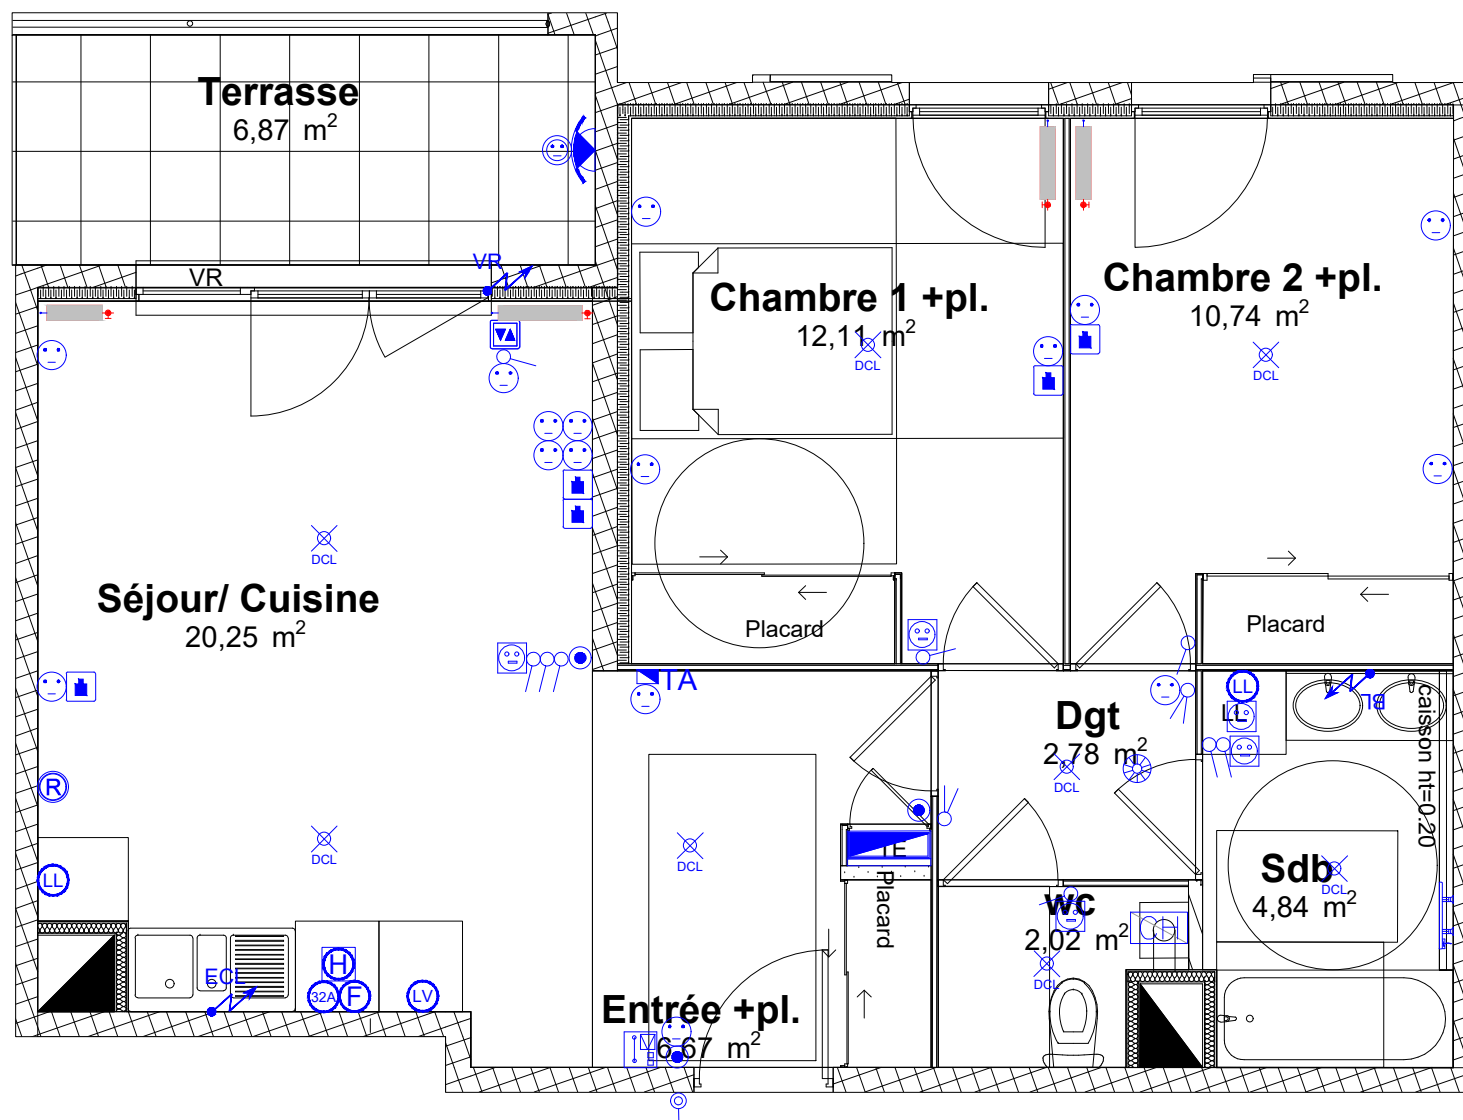 Terrasse
6,87 m²
VR
VR
Chambre 1 +pl.
12,11 m²
DCL
Chambre 2 +pl.
10,74 m²
DCL
DCL
Séjour/ Cuisine
20,25 m²
Placard
Placard
TA
Dgt
2,78 m²
DCL
LL
LL
BL
caisson ht=0.20
R
DCL
DCL
TE
Placard
LL
Sdb
DCL
4,84 m²
wc
2,02 m²
DCL
H
ECL
32A
F
LV
Entrée +pl.
6,67 m²